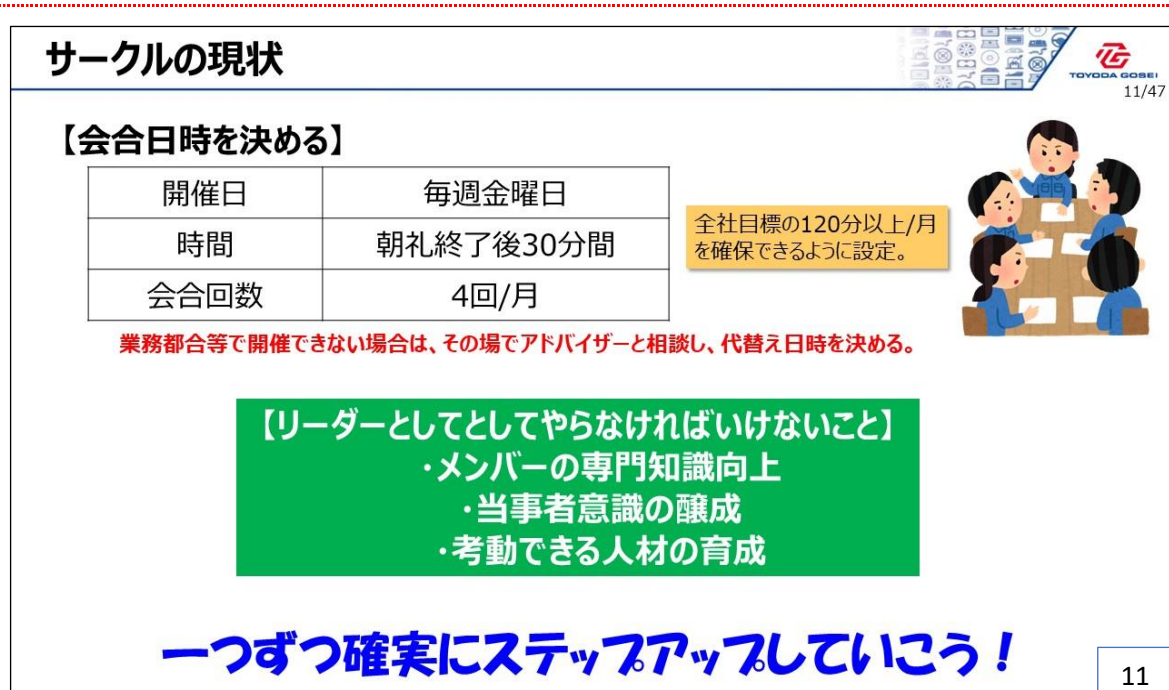 サークルの現状
TG
TOYODA GOSEI
11/47
【会合日時を決める】
開催日 毎週金曜日
時間 朝礼終了後30分間
会合回数 4回/月
全社目標の120分以上/月
を確保できるように設定。
業務都合等で開催できない場合は、その場でアドバイザーと相談し、代替え日時を決める。
【リーダーとしてとしてやらなければいけないこと】
・メンバーの専門知識向上
・当事者意識の醸成
・考動できる人材の育成
一つずつ確実にステップアップしていこう！
11